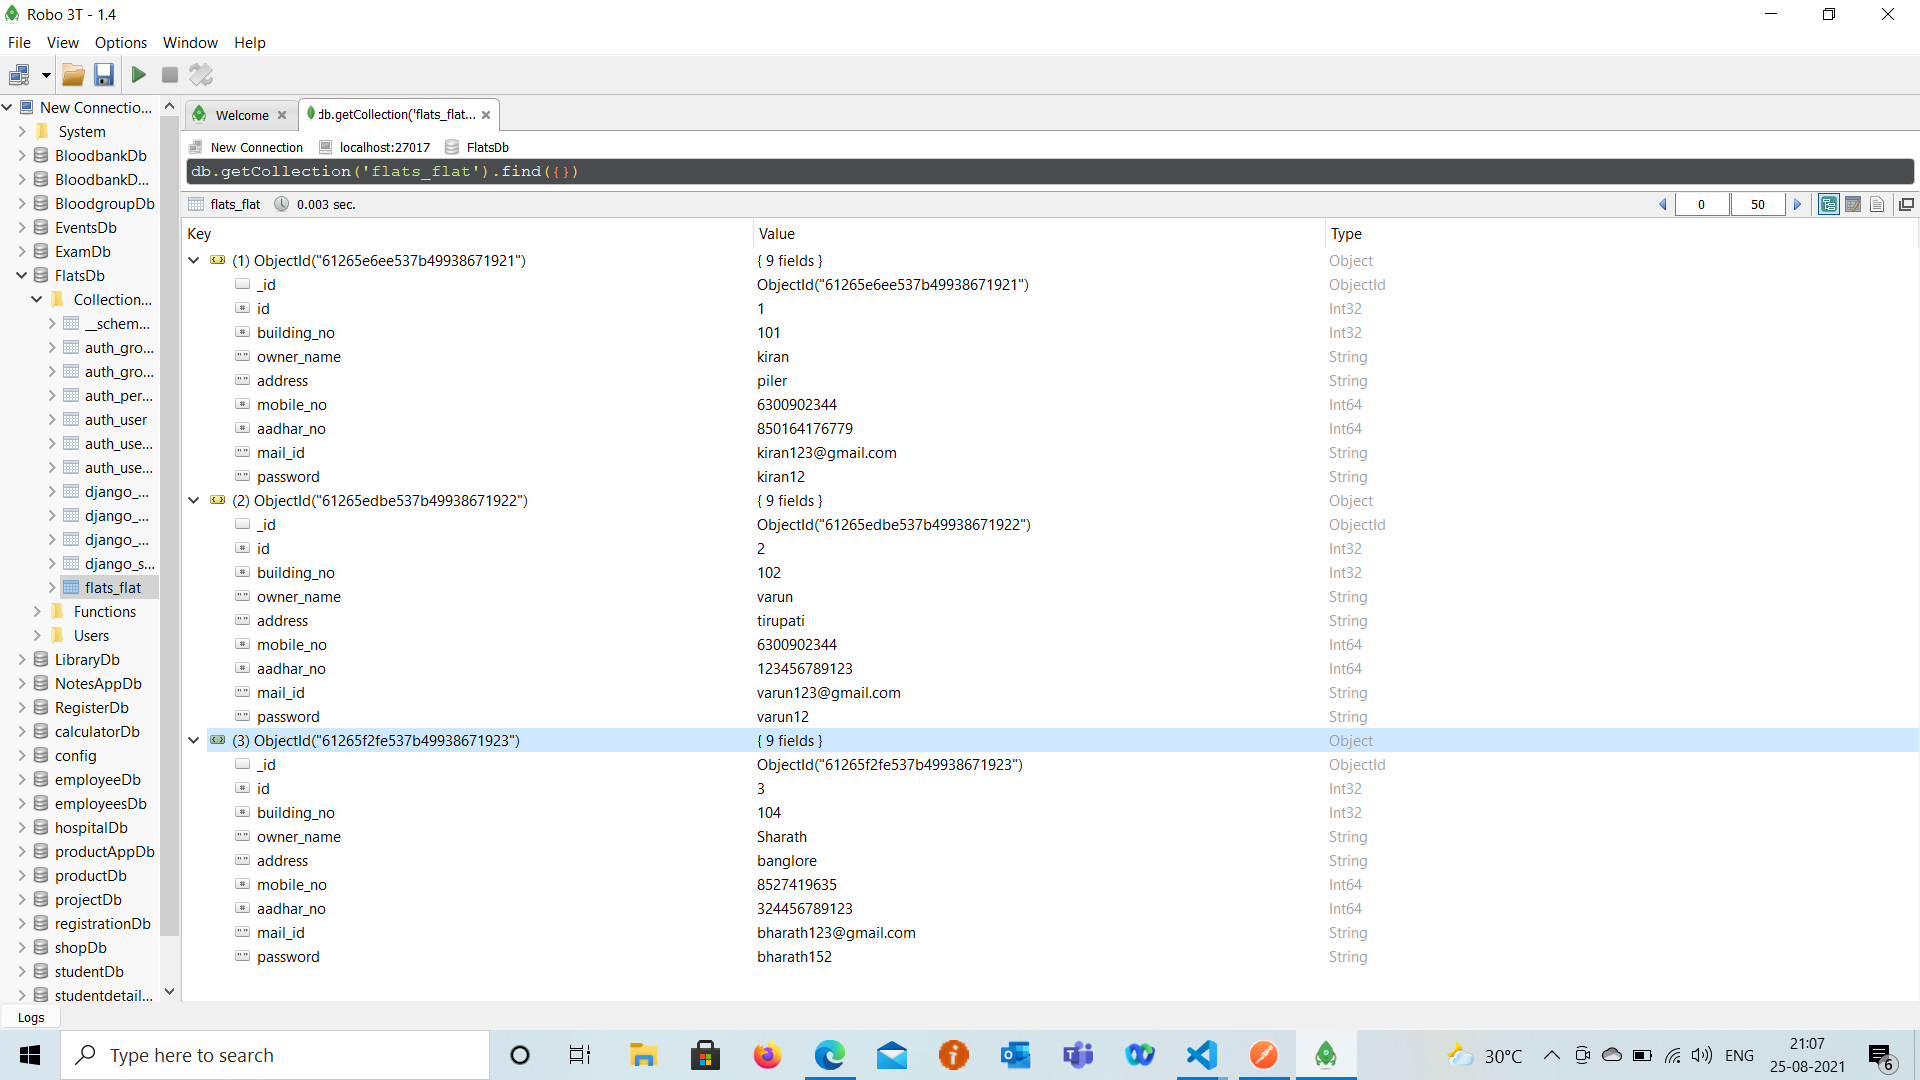 Robo 3T - 1.4
File View Options Window Help
New Connectio...
System
BloodbankDb
BloodbankD...
BloodgroupDb
EventsDb
ExamDb
FlatsDb
Collection...
__schem...
auth_gro...
auth_gro...
auth_per...
auth_user
auth_use...
auth_use...
django_...
django_...
django_...
django_s...
flats_flat
Functions
Users
LibraryDb
NotesAppDb
RegisterDb
calculatorDb
config
employeeDb
employeesDb
hospitalDb
productAppDb
productDb
projectDb
registrationDb
shopDb
studentDb
studentdetail...
Welcome db.getCollection('flats_flat...
New Connection localhost:27017 FlatsDb
db.getCollection('flats_flat').find({})
flats_flat 0.003 sec. 0 50
Key Value Type
(1) ObjectId("61265e6ee537b49938671921") { 9 fields } Object
_id ObjectId("61265e6ee537b49938671921") ObjectId
id 1 Int32
building_no 101 Int32
owner_name kiran String
address piler String
mobile_no 6300902344 Int64
aadhar_no 850164176779 Int64
mail_id kiran123@gmail.com String
password kiran12 String
(2) ObjectId("61265edbe537b49938671922") { 9 fields } Object
_id ObjectId("61265edbe537b49938671922") ObjectId
id 2 Int32
building_no 102 Int32
owner_name varun String
address tirupati String
mobile_no 6300902344 Int64
aadhar_no 123456789123 Int64
mail_id varun123@gmail.com String
password varun12 String
(3) ObjectId("61265f2fe537b49938671923") { 9 fields } Object
_id ObjectId("61265f2fe537b49938671923") ObjectId
id 3 Int32
building_no 104 Int32
owner_name Sharath String
address banglore String
mobile_no 8527419635 Int64
aadhar_no 324456789123 Int64
mail_id bharath123@gmail.com String
password bharath152 String
Logs
Type here to search
30°C ENG
21:07
25-08-2021
6